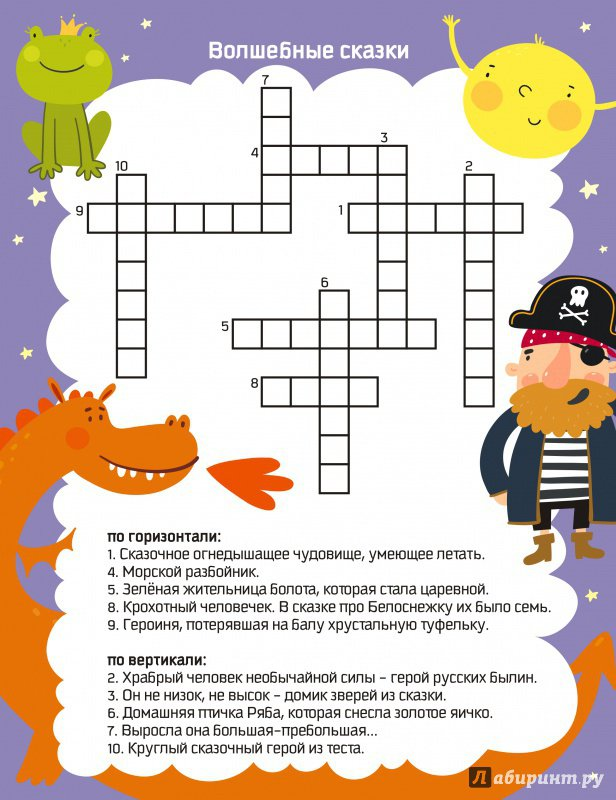 Волшебные сказки
7
4
3
10
2
9
1
6
5
8
по горизонтали:
1. Сказочное огнедышащее чудовище, умеющее летать.
4. Морской разбойник.
5. Зелёная жительница болота, которая стала царевной.
8. Крохотный человечек. В сказке про Белоснежку их было семь.
9. Героиня, потерявшая на балу хрустальную туфельку.
по вертикали:
2. Храбрый человек необычайной силы – герой русских былин.
3. Он не низок, не высок – домик зверей из сказки.
6. Домашняя птичка Ряба, которая снесла золотое яичко.
7. Выросла она большая-пребольшая...
10. Круглый сказочный герой из теста.
Лабиринт.ру